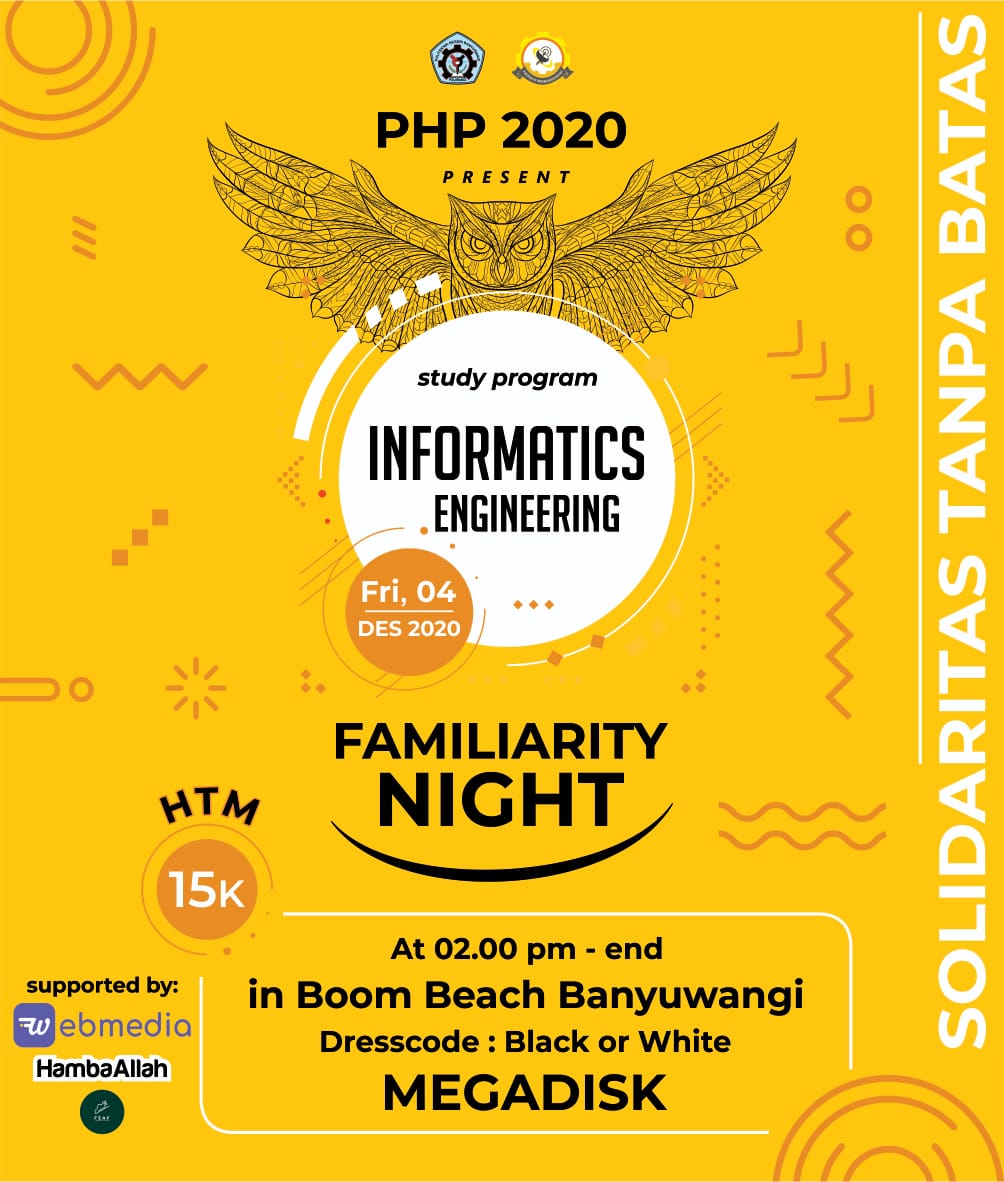 PHP 2020
PRESENT
study program
INFORMATICS
ENGINEERING
Fri, 04
DES 2020
FAMILIARITY
NIGHT
HTM
15K
At 02.00 pm - end
in Boom Beach Banyuwangi
Dresscode : Black or White
MEGADISK
supported by:
Webmedia
HambaAllah
SOLIDARITAS TANPA BATAS